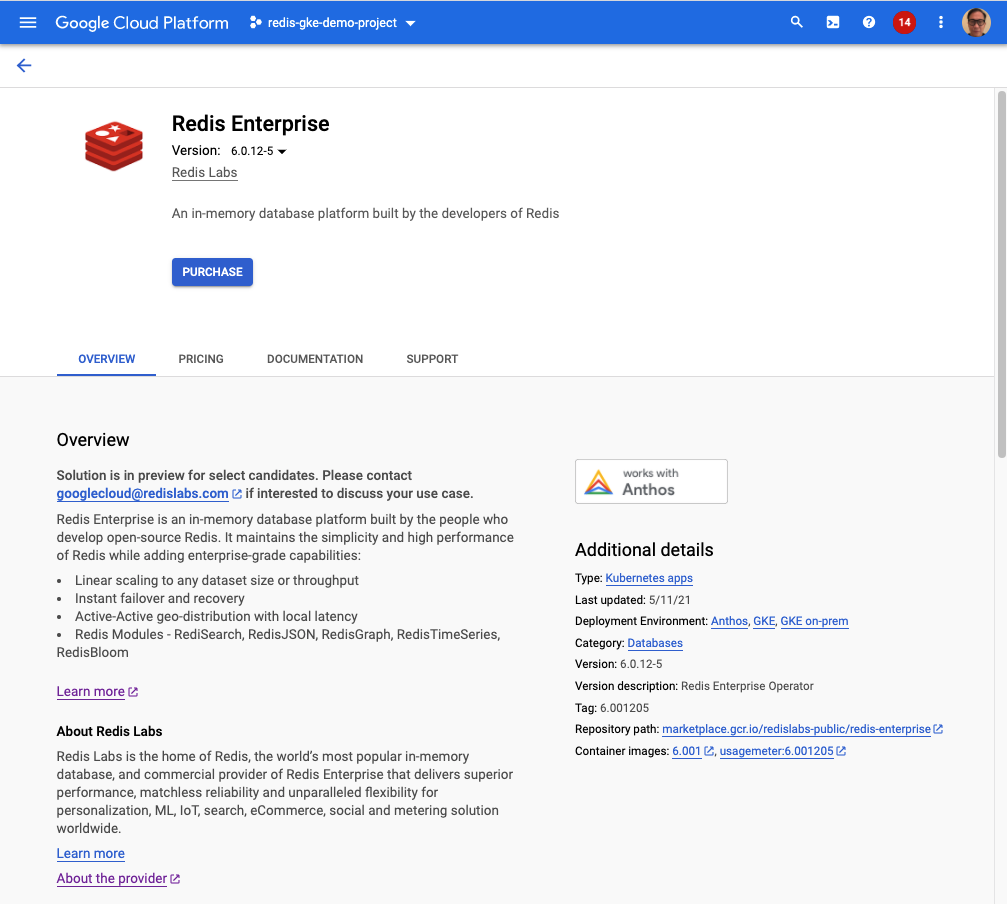 Google Cloud Platform redis-gke-demo-project 14
Redis Enterprise
Version: 6.0.12-5
Redis Labs
An in-memory database platform built by the developers of Redis
PURCHASE
OVERVIEW PRICING DOCUMENTATION SUPPORT
Overview
Solution is in preview for select candidates. Please contact
googlecloud@redislabs.com if interested to discuss your use case.
Redis Enterprise is an in-memory database platform built by the people who
develop open-source Redis. It maintains the simplicity and high performance
of Redis while adding enterprise-grade capabilities:
• Linear scaling to any dataset size or throughput
• Instant failover and recovery
• Active-Active geo-distribution with local latency
• Redis Modules - RediSearch, RedisJSON, RedisGraph, RedisTimeSeries,
RedisBloom
Learn more
About Redis Labs
Redis Labs is the home of Redis, the world's most popular in-memory
database, and commercial provider of Redis Enterprise that delivers superior
performance, matchless reliability and unparalleled flexibility for
personalization, ML, IoT, search, eCommerce, social and metering solution
worldwide.
Learn more
About the provider
works with
Anthos
Additional details
Type: Kubernetes apps
Last updated: 5/11/21
Deployment Environment: Anthos, GKE, GKE on-prem
Category: Databases
Version: 6.0.12-5
Version description: Redis Enterprise Operator
Tag: 6.001205
Repository path: marketplace.gcr.io/redislabs-public/redis-enterprise
Container images: 6.001, usagemeter:6.001205